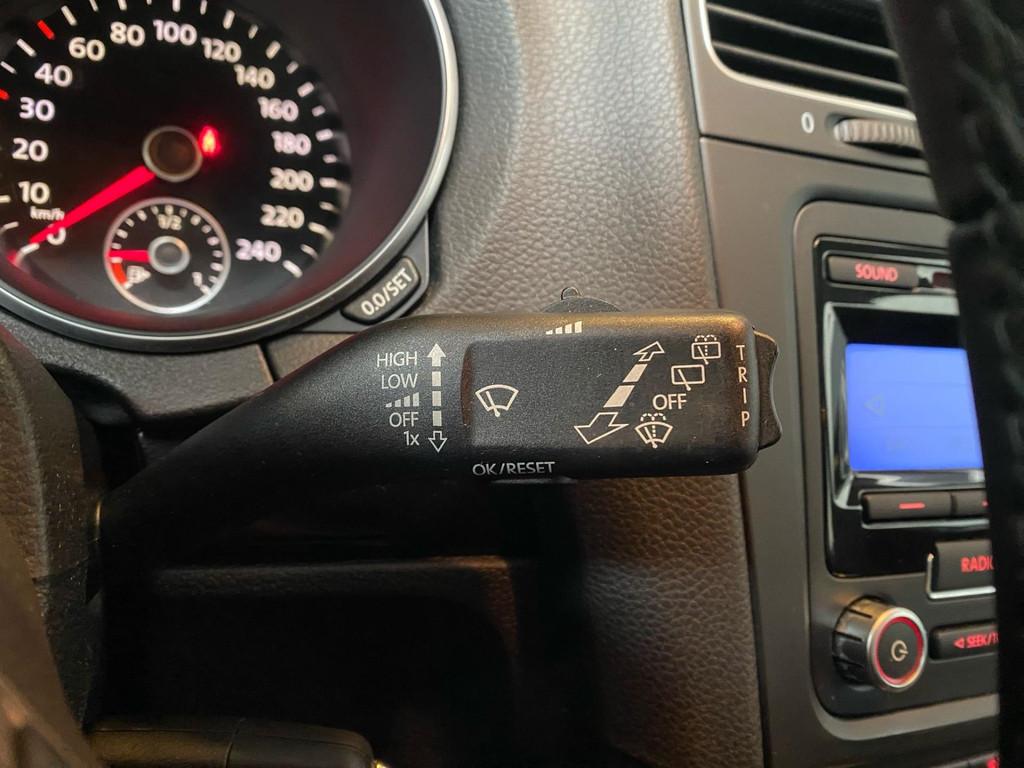 0
10
20
30
40
60
80
100
120
140
160
180
200
220
240
km/h
1/2
0.0/SET
HIGH
LOW
OFF
1x
OFF
TRIP
OK/RESET
0
SOUND
RADI
SEEK/T